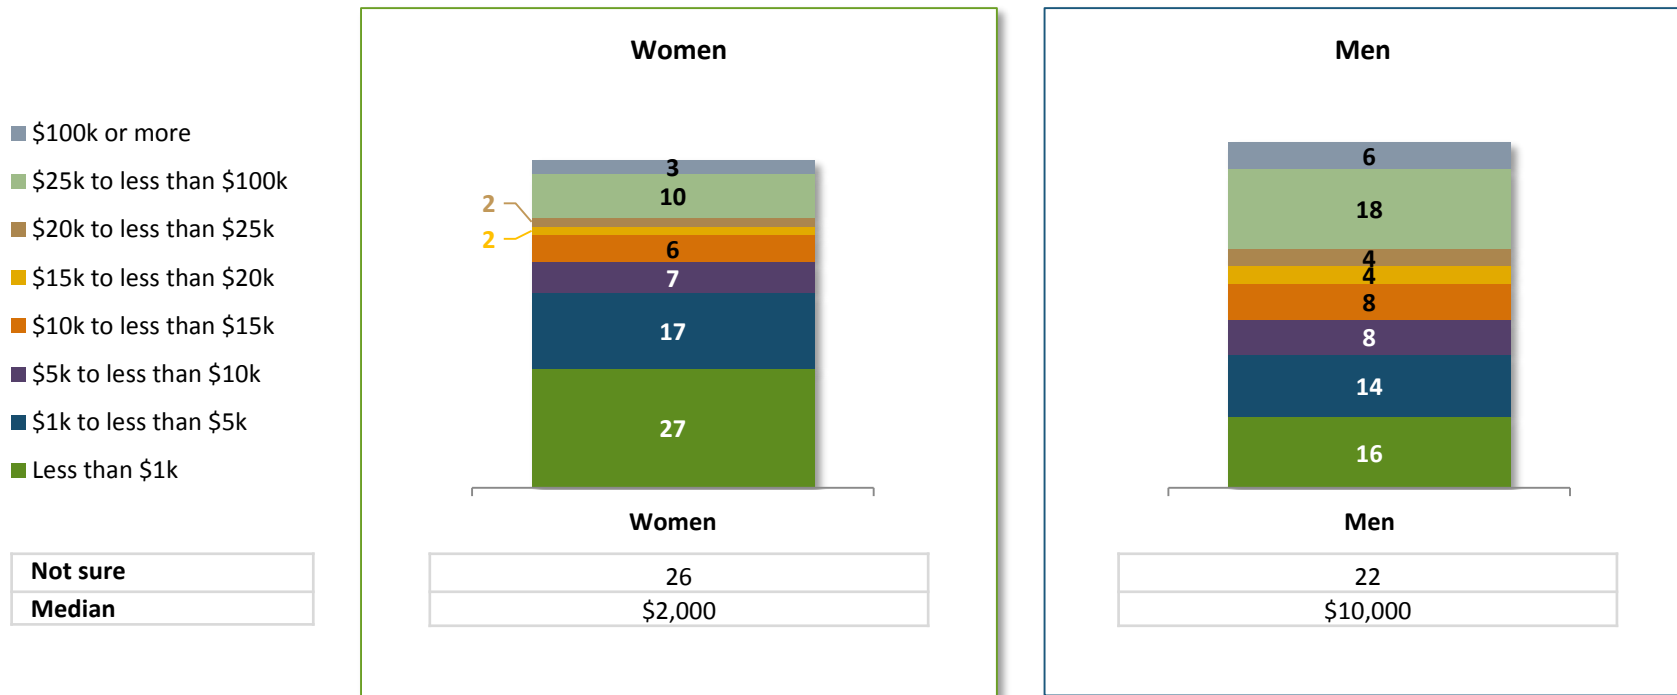 Women
Men
$100k or more
$25k to less than $100k
$20k to less than $25k
$15k to less than $20k
$10k to less than $15k
$5k to less than $10k
$1k to less than $5k
Less than $1k
3
10
2
2
6
7
17
27
Women
6
18
4
4
8
8
14
16
Men
Not sure 26 22
Median $2,000 $10,000